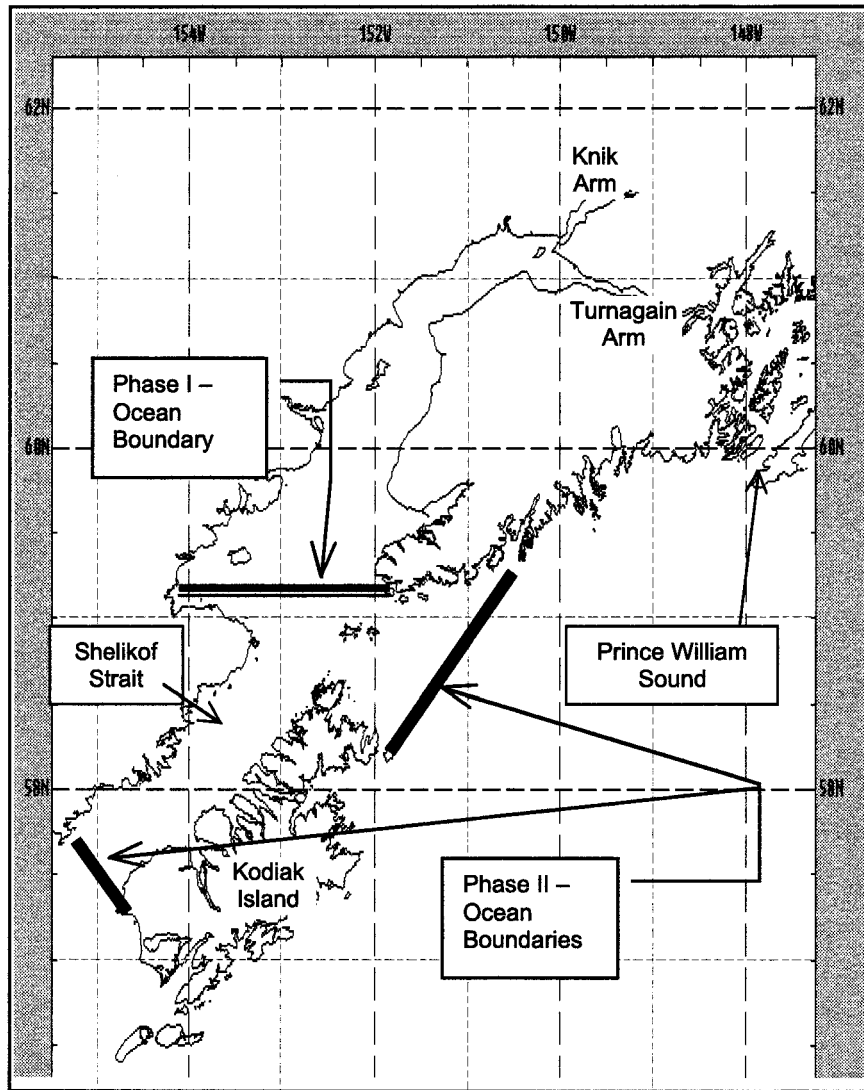 154W 152W 150W 148W
62N 62N
Knik
Arm
Turnagain
Arm
Phase I –
Ocean
Boundary
60N 60N
Shelikof
Strait
Prince William
Sound
58N 58N
Kodiak
Island
Phase II –
Ocean
Boundaries